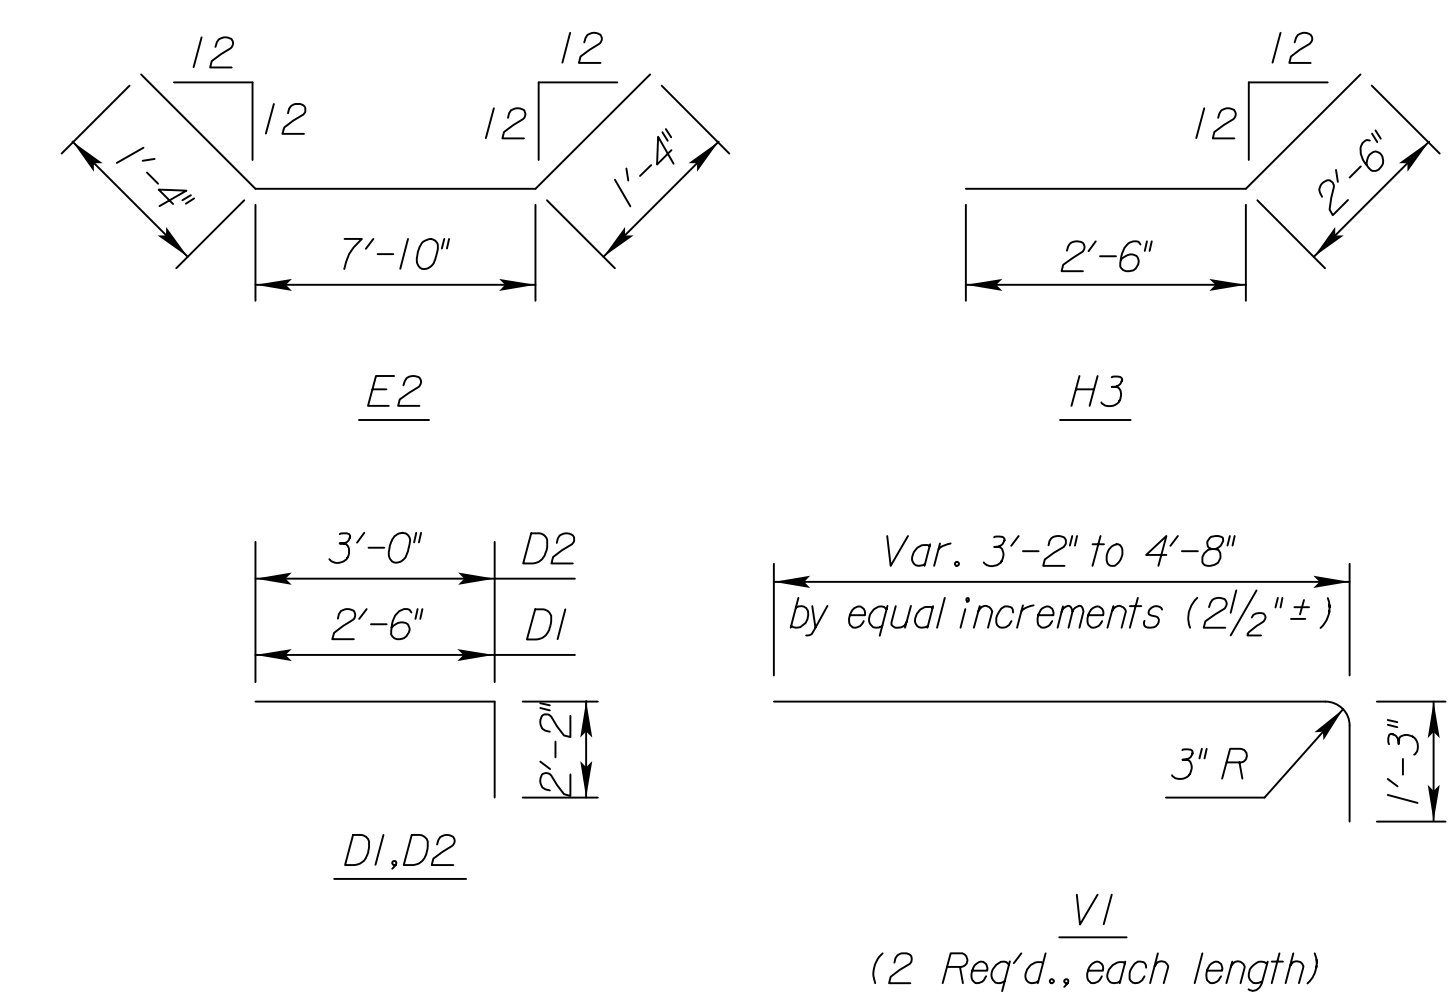 12
12
1'-4"
7'-10"
12
12
1'-4"
E2
12
12
2'-6"
2'-6"
H3
3'-0" D2
2'-6" D1
2'-2"
D1,D2
Var. 3'-2" to 4'-8"
by equal increments (2 1/2" ±)
3" R
1'-3"
V1
(2 Req'd., each length)